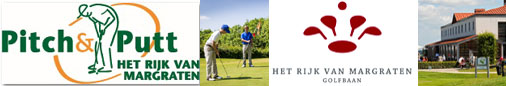 Pitch & Putt
HET RIJK VAN
MARGRATEN
HET RIJK VAN MARGRATEN
GOLFBAAN